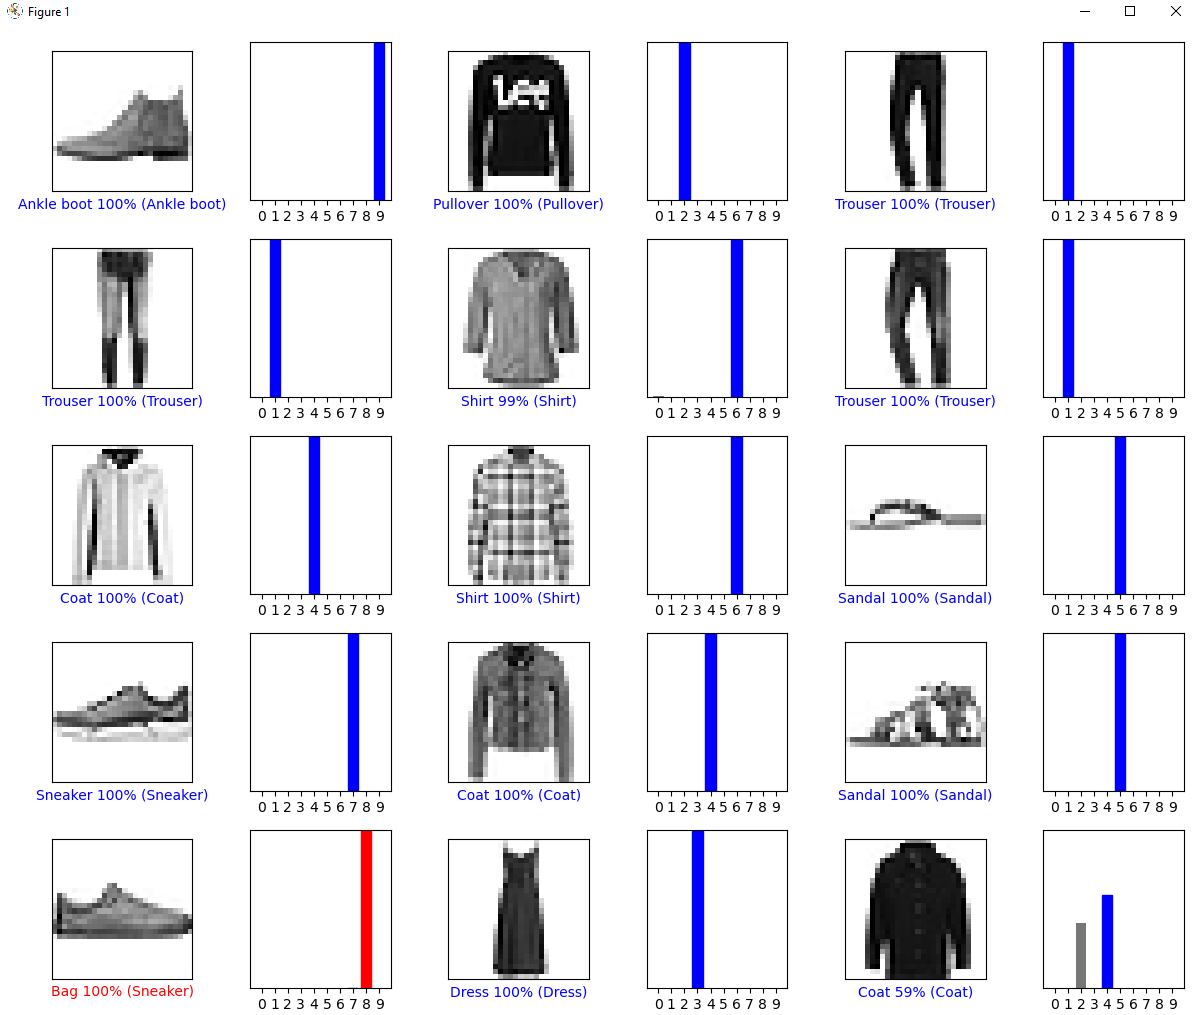 Figure 1
Lee
Ankle boot 100% (Ankle boot)
0 1 2 3 4 5 6 7 8 9
Pullover 100% (Pullover)
0 1 2 3 4 5 6 7 8 9
Trouser 100% (Trouser)
0 1 2 3 4 5 6 7 8 9
Trouser 100% (Trouser)
0 1 2 3 4 5 6 7 8 9
Shirt 99% (Shirt)
0 1 2 3 4 5 6 7 8 9
Trouser 100% (Trouser)
0 1 2 3 4 5 6 7 8 9
Coat 100% (Coat)
0 1 2 3 4 5 6 7 8 9
Shirt 100% (Shirt)
0 1 2 3 4 5 6 7 8 9
Sandal 100% (Sandal)
0 1 2 3 4 5 6 7 8 9
Sneaker 100% (Sneaker)
0 1 2 3 4 5 6 7 8 9
Coat 100% (Coat)
0 1 2 3 4 5 6 7 8 9
Sandal 100% (Sandal)
0 1 2 3 4 5 6 7 8 9
Bag 100% (Sneaker)
0 1 2 3 4 5 6 7 8 9
Dress 100% (Dress)
0 1 2 3 4 5 6 7 8 9
Coat 59% (Coat)
0 1 2 3 4 5 6 7 8 9